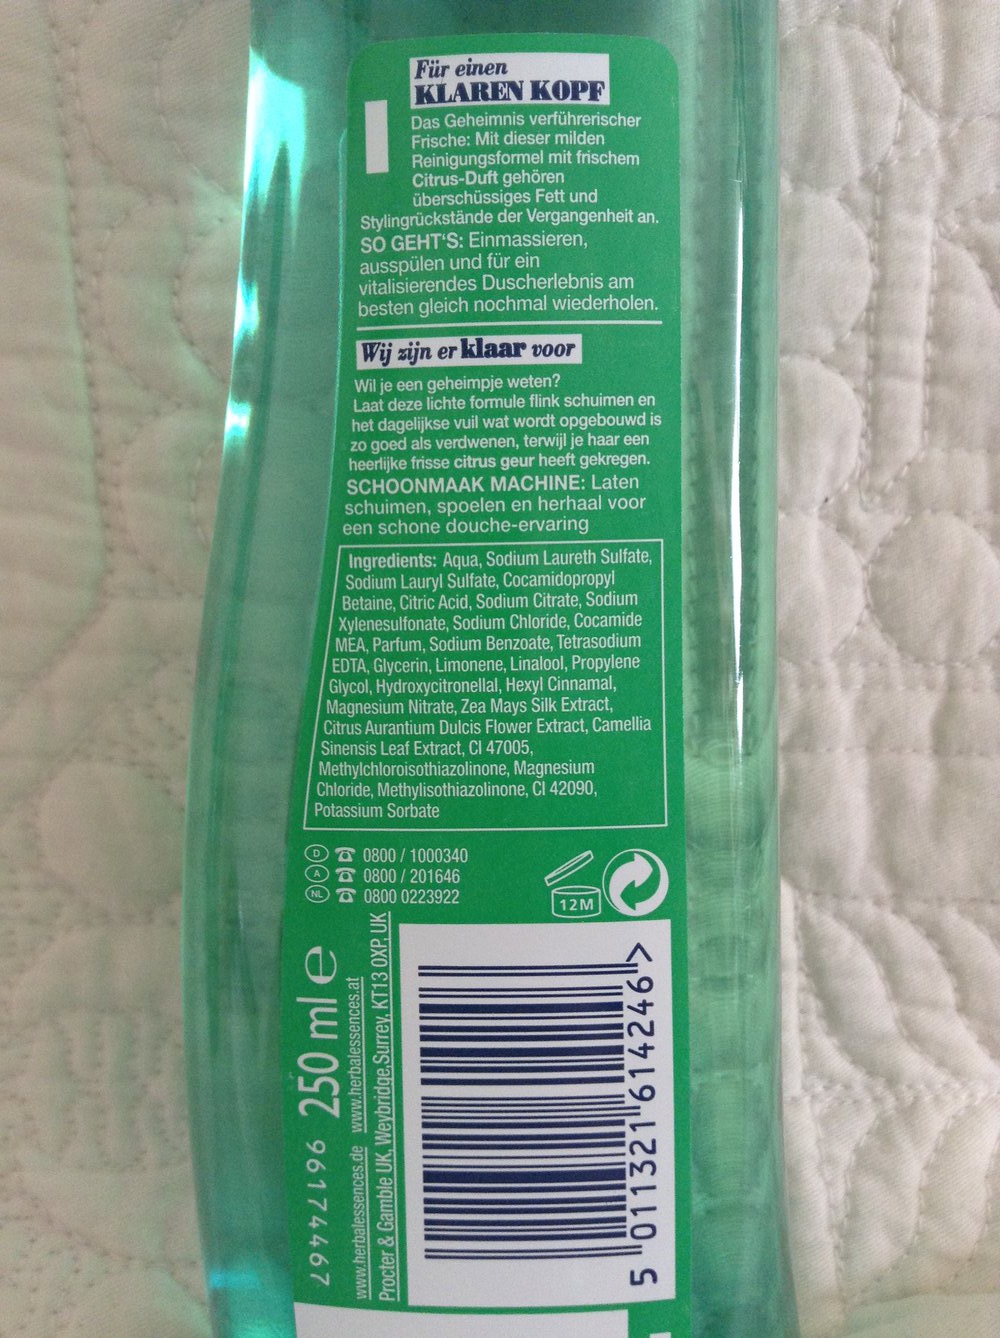 Für einen
KLAREN KOPF
Das Geheimnis verführerischer
Frische: Mit dieser milden
Reinigungsformel mit frischem
Citrus-Duft gehören
überschüssiges Fett und
Stylingrückstände der Vergangenheit an.
SO GEHT'S: Einmassieren,
ausspülen und für ein
vitalisierendes Duscherlebnis am
besten gleich nochmal wiederholen.
Wij zijn er klaar voor
Wil je een geheimpje weten?
Laat deze lichte formule flink schuimen en
het dagelijkse vuil wat wordt opgebouwd is
zo goed als verdwenen, terwijl je haar een
heerlijke frisse citrus geur heeft gekregen.
SCHOONMAAK MACHINE: Laten
schuimen, spoelen en herhaal voor
een schone douche-ervaring
Ingredients: Aqua, Sodium Laureth Sulfate,
Sodium Lauryl Sulfate, Cocamidopropyl
Betaine, Citric Acid, Sodium Citrate, Sodium
Xylenesulfonate, Sodium Chloride, Cocamide
MEA, Parfum, Sodium Benzoate, Tetrasodium
EDTA, Glycerin, Limonene, Linalool, Propylene
Glycol, Hydroxycitronellal, Hexyl Cinnamal,
Magnesium Nitrate, Zea Mays Silk Extract,
Citrus Aurantium Dulcis Flower Extract, Camellia
Sinensis Leaf Extract, CI 47005,
Methylchloroisothiazolinone, Magnesium
Chloride, Methylisothiazolinone, CI 42090,
Potassium Sorbate
D 0800 / 1000340
A 0800 / 201646
NL 0800 0223922
12M
96174467
250 ml e
www.herbalessences.de www.herbalessences.at
Procter & Gamble UK, Weybridge, Surrey, KT13 0XP, UK
5 011321 614246 >